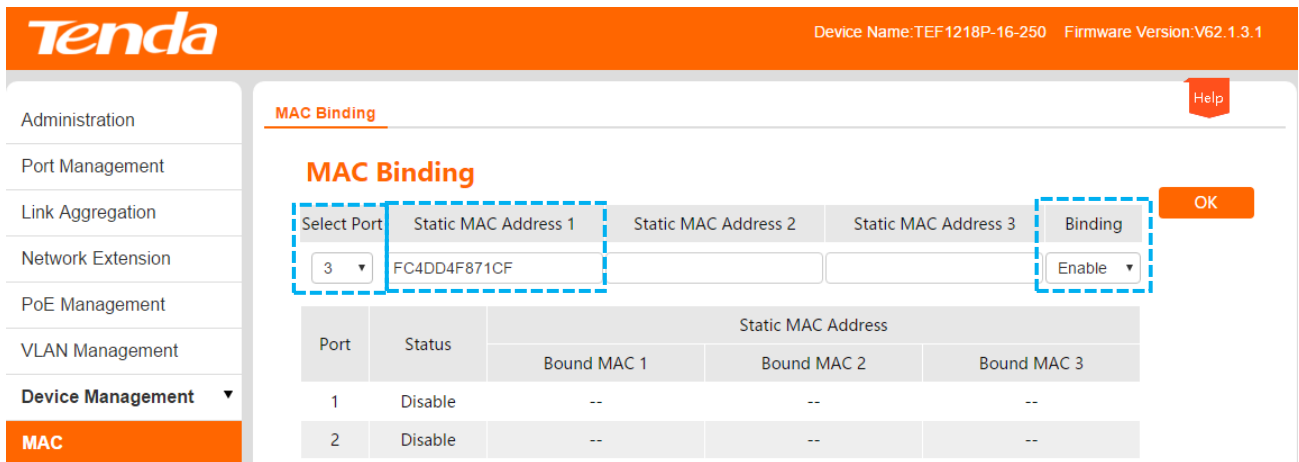 Tenda
Device Name:TEF1218P-16-250 Firmware Version:V62.1.3.1
Administration
Port Management
Link Aggregation
Network Extension
PoE Management
VLAN Management
Device Management ▼
MAC
MAC Binding
Help
MAC Binding
OK
Select Port Static MAC Address 1 Static MAC Address 2 Static MAC Address 3 Binding
3 ▼ FC4DD4F871CF Enable ▼
Port Status Static MAC Address
Bound MAC 1 Bound MAC 2 Bound MAC 3
1 Disable -- -- --
2 Disable -- -- --